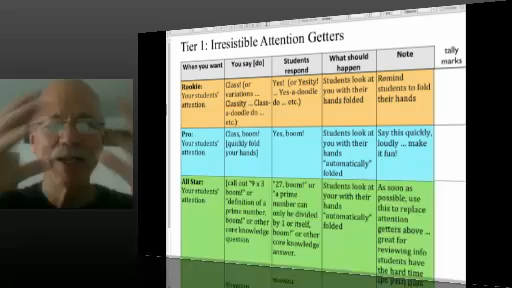 Tier 1: Irresistible Attention Getters
When you want
You say [do]
Students
respond
What should
happen
Note
tally
marks
Rookie:
Your students'
attention
Class! (or
variations ...
Classity ... Class-
a-doodle do ...
etc.)
Yes! (or Yesity!
... Yes-a-doodle
do ... etc.)
Students look at
you with their
hands folded
Remind
students to fold
their hands
Pro:
Your students'
attention
Class, boom!
[quickly fold
your hands]
Yes, boom!
Students look at
you with their
hands
"automatically"
folded
Say this quickly,
loudly ... make
it fun!
All Star:
Your students'
attention
[call out "9 x 3
boom!" or
"definition of a
prime number,
boom!" or other
core knowledge
question
"27, boom!" or
"a prime
number can
only be divided
by 1 or itself,
boom!" or other
core knowledge
answer.
Students look at
you with their
hands
"automatically"
folded
As soon as
possible, use
this to replace
attention
getters above ...
great for
reviewing info
students have
the hard time